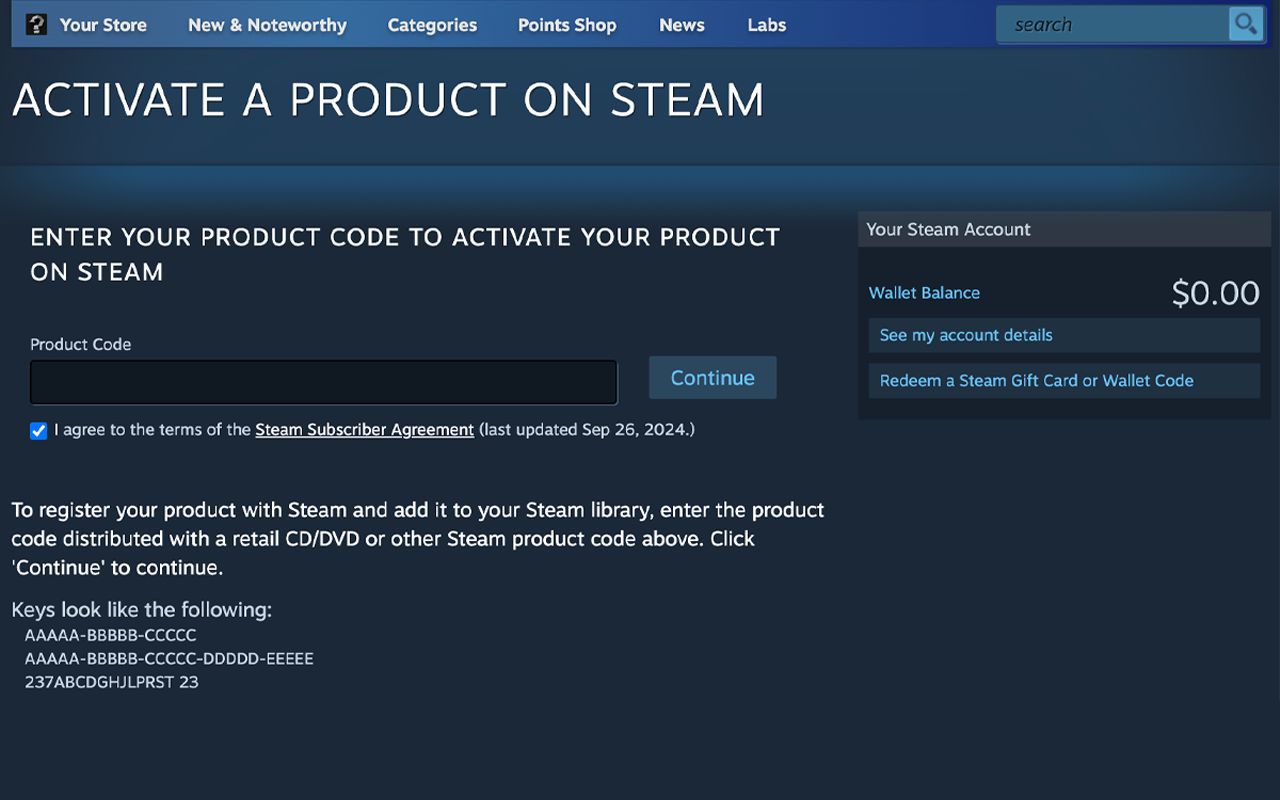 Your Store New & Noteworthy Categories Points Shop News Labs search
ACTIVATE A PRODUCT ON STEAM
ENTER YOUR PRODUCT CODE TO ACTIVATE YOUR PRODUCT
ON STEAM
Product Code
Continue
I agree to the terms of the Steam Subscriber Agreement (last updated Sep 26, 2024.)
To register your product with Steam and add it to your Steam library, enter the product
code distributed with a retail CD/DVD or other Steam product code above. Click
'Continue' to continue.
Keys look like the following:
AAAAA-BBBBB-CCCCC
AAAAA-BBBBB-CCCCC-DDDDD-EEEEE
237ABCDGHJLPRST 23
Your Steam Account
Wallet Balance $0.00
See my account details
Redeem a Steam Gift Card or Wallet Code